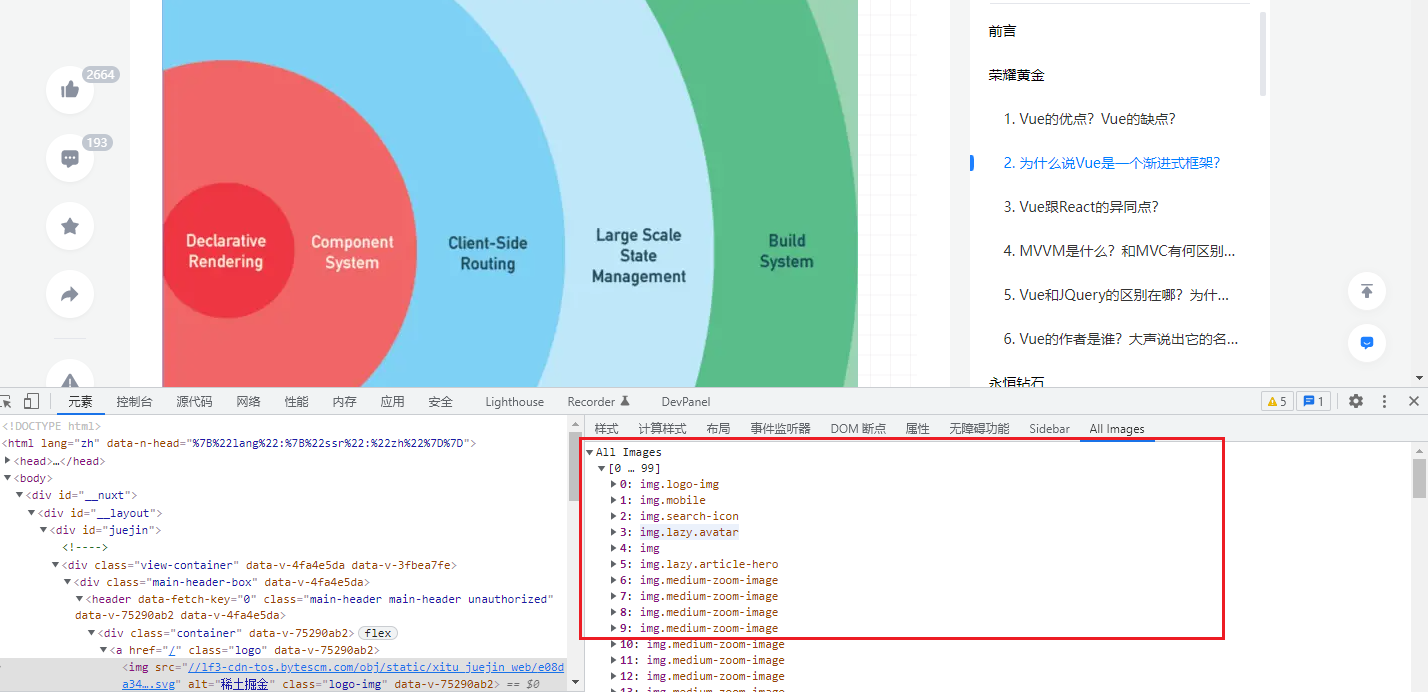 2664
193
Declarative
Rendering
Component
System
Client-Side
Routing
Large Scale
State
Management
Build
System
前言
荣耀黄金
1. Vue的优点？Vue的缺点？
2. 为什么说Vue是一个渐进式框架？
3. Vue跟React的异同点？
4. MVVM是什么？和MVC有何区别...
5. Vue和JQuery的区别在哪？为什...
6. Vue的作者是谁？大声说出它的名...
永恒钻石
元素 控制台 源代码 网络 性能 内存 应用 安全 Lighthouse Recorder DevPanel 5 1
<!DOCTYPE html>
<html lang="zh" data-n-head="%7B%22lang%22:%7B%22ssr%22:%22zh%22%7D%7D">
<head>…</head>
<body>
<div id="__nuxt">
<div id="__layout">
<div id="juejin">
<!---->
<div class="view-container" data-v-4fa4e5da data-v-3fbea7fe>
<div class="main-header-box" data-v-4fa4e5da>
<header data-fetch-key="0" class="main-header main-header unauthorized"
data-v-75290ab2 data-v-4fa4e5da>
<div class="container" data-v-75290ab2> flex
<a href="/" class="logo" data-v-75290ab2>
<img src="//lf3-cdn-tos.bytescm.com/obj/static/xitu_juejin_web/e08d
a34….svg" alt="稀土掘金" class="logo-img" data-v-75290ab2> == $0
样式 计算样式 布局 事件监听器 DOM 断点 属性 无障碍功能 Sidebar All Images
All Images
[0 … 99]
0: img.logo-img
1: img.mobile
2: img.search-icon
3: img.lazy.avatar
4: img
5: img.lazy.article-hero
6: img.medium-zoom-image
7: img.medium-zoom-image
8: img.medium-zoom-image
9: img.medium-zoom-image
10: img.medium-zoom-image
11: img.medium-zoom-image
12: img.medium-zoom-image
13: img.medium-zoom-image